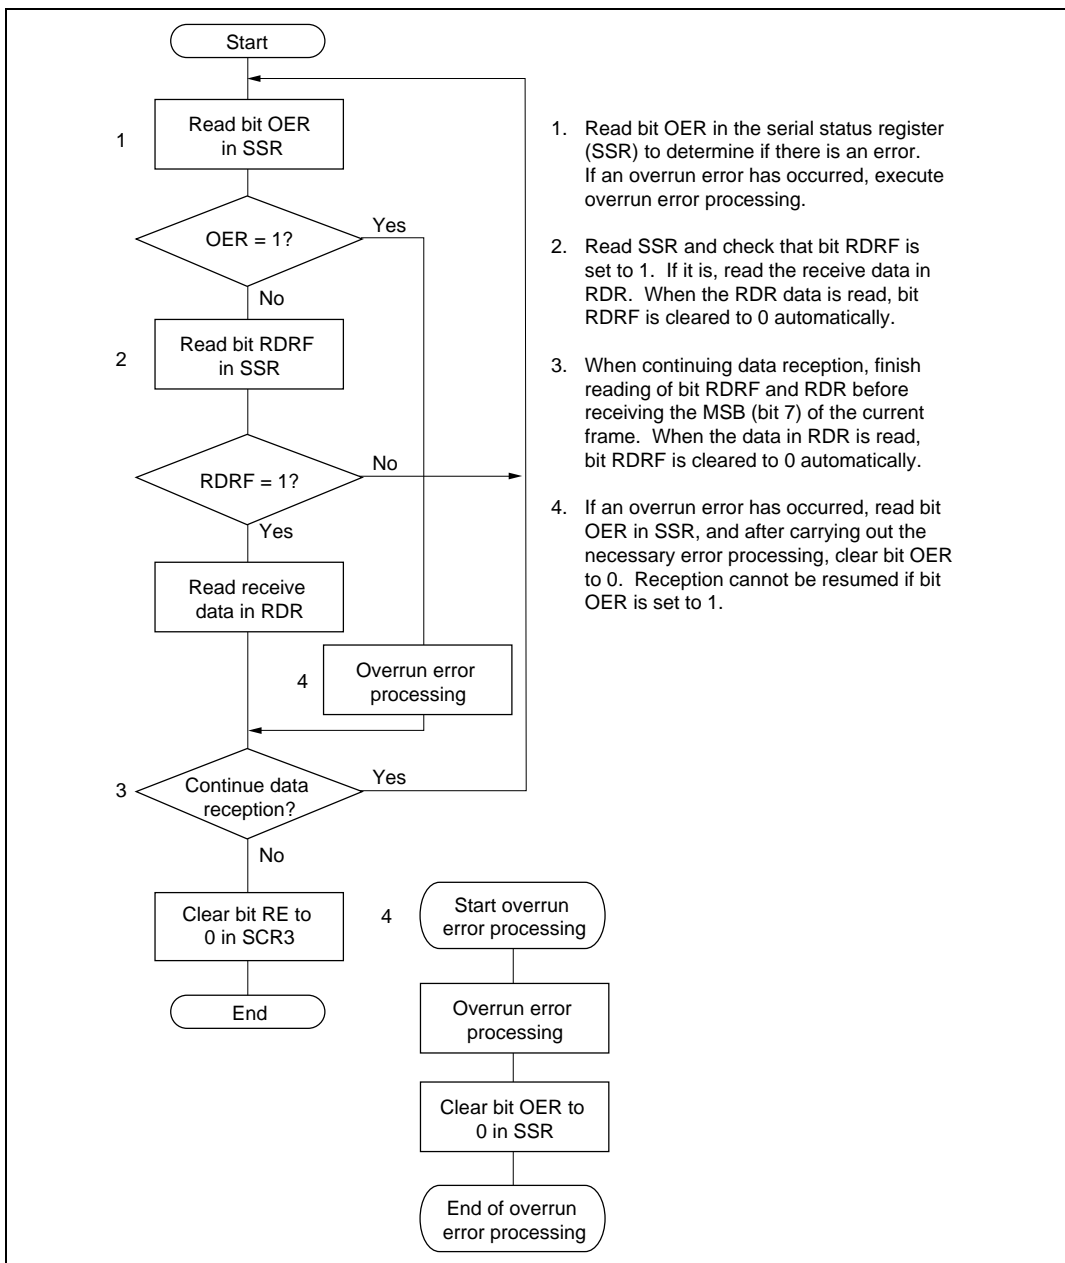 Start
1
Read bit OER
in SSR
OER = 1?
Yes
No
2
Read bit RDRF
in SSR
RDRF = 1?
No
Yes
Read receive
data in RDR
4
Overrun error
processing
3
Continue data
reception?
Yes
No
Clear bit RE to
0 in SCR3
End
4
Start overrun
error processing
Overrun error
processing
Clear bit OER to
0 in SSR
End of overrun
error processing
1. Read bit OER in the serial status register
(SSR) to determine if there is an error.
If an overrun error has occurred, execute
overrun error processing.
2. Read SSR and check that bit RDRF is
set to 1. If it is, read the receive data in
RDR. When the RDR data is read, bit
RDRF is cleared to 0 automatically.
3. When continuing data reception, finish
reading of bit RDRF and RDR before
receiving the MSB (bit 7) of the current
frame. When the data in RDR is read,
bit RDRF is cleared to 0 automatically.
4. If an overrun error has occurred, read bit
OER in SSR, and after carrying out the
necessary error processing, clear bit OER
to 0. Reception cannot be resumed if bit
OER is set to 1.